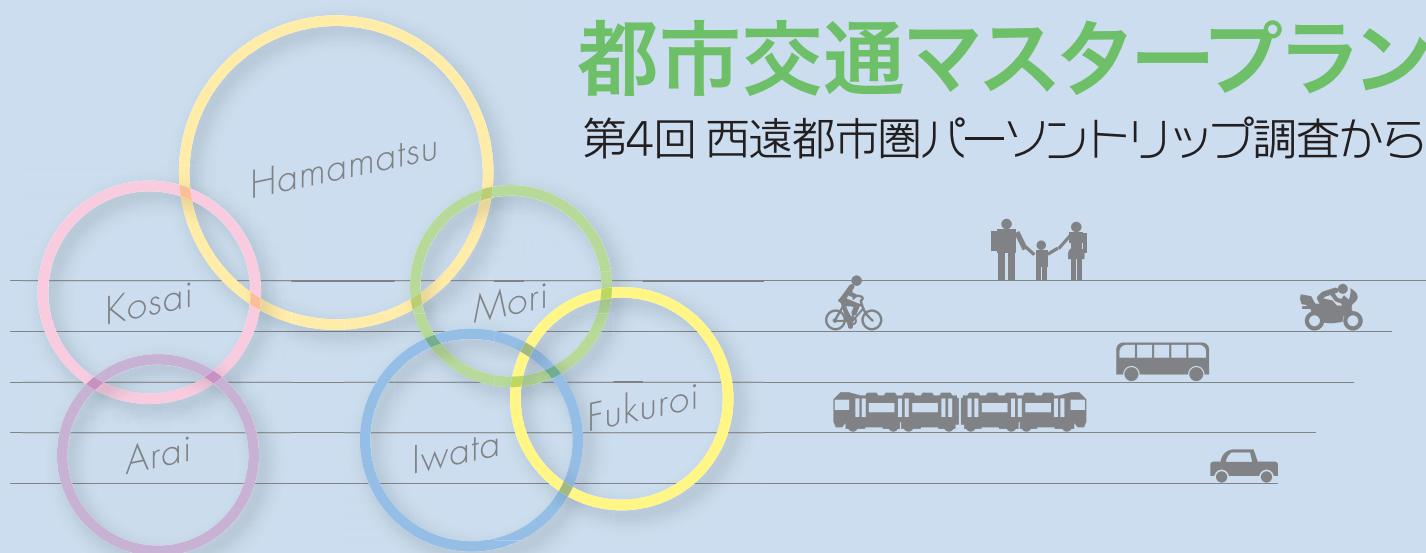 都市交通マスタープラン
第4回 西遠都市圏パーソントリップ調査から
Hamamatsu
Kosai
Mori
Fukuroi
Arai
Iwata